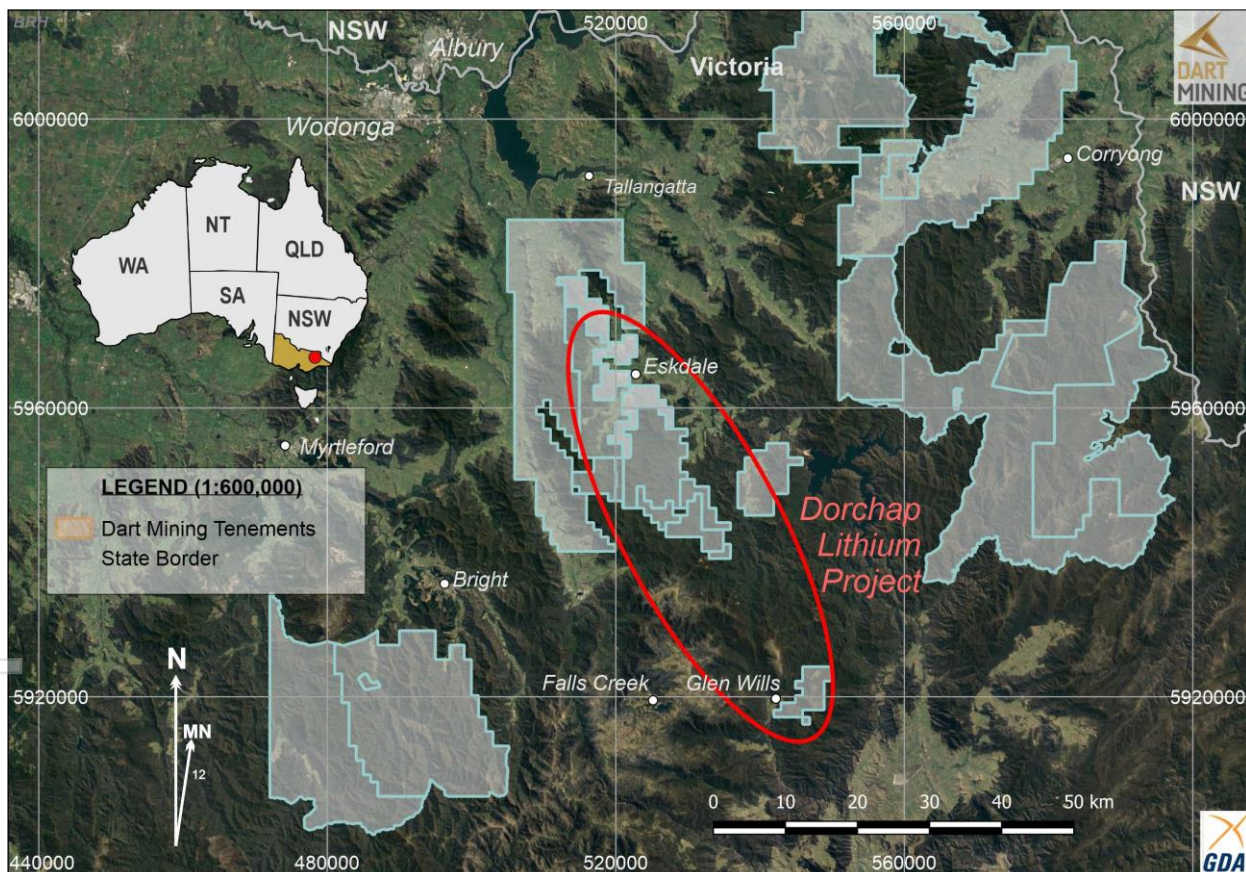 BRH
NSW
Albury
520000
560000
Victoria
DART
MINING
6000000
Wodonga
6000000
Corryong
Tallangatta
NSW
NT
QLD
WA
SA
NSW
Eskdale
5960000
5960000
Myrtleford
LEGEND (1:600,000)
Dart Mining Tenements
State Border
Dorchap
Lithium
Project
Bright
N
MN
12
Falls Creek
Glen Wills
5920000
5920000
0 10 20 30 40 50 km
440000
480000
520000
560000
GDA